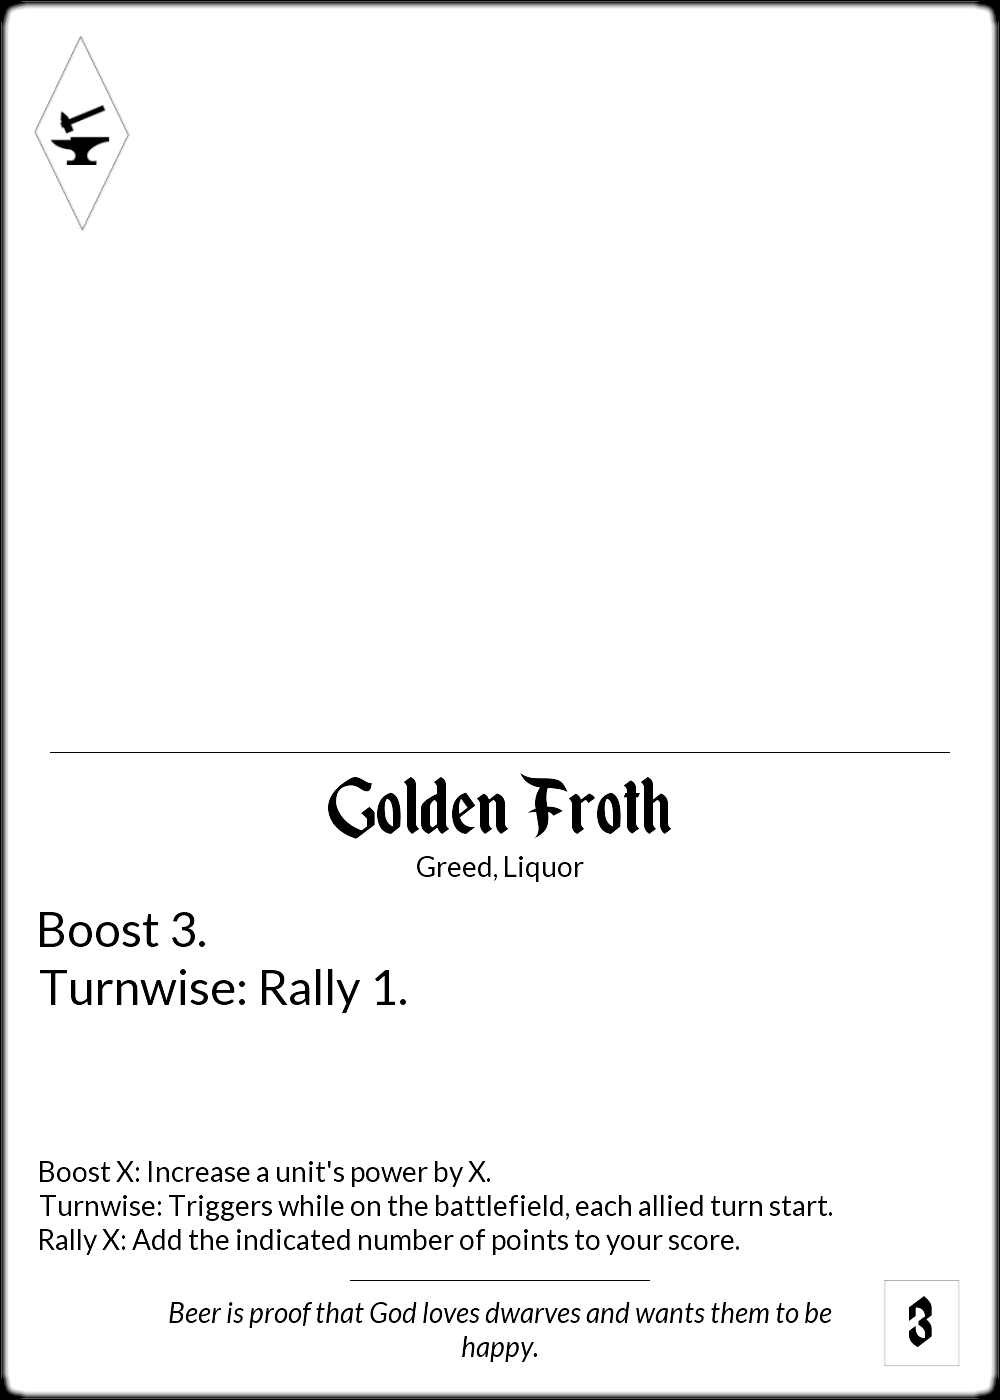 Golden Froth
Greed, Liquor
Boost 3.
Turnwise: Rally 1.
Boost X: Increase a unit's power by X.
Turnwise: Triggers while on the battlefield, each allied turn start.
Rally X: Add the indicated number of points to your score.
Beer is proof that God loves dwarves and wants them to be
happy.
3